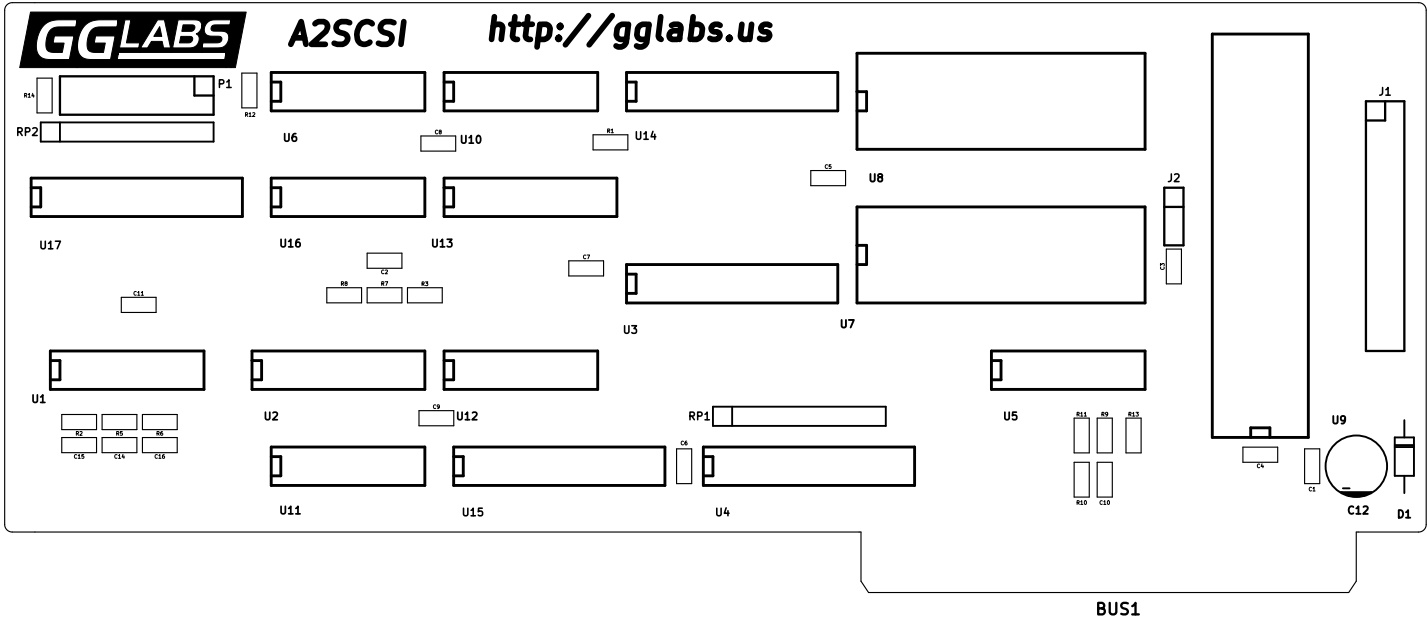 GGLABS A2SCSI http://gglabs.us
R14 P1 R12 J1
RP2 U6 C8 U10 R1 U14
C5 U8 J2
U17 U16 U13
C2 C7 C3
C11 R8 R7 R3
U3 U7
U1
U2 C9 U12 RP1 U5 R11 R9 R13 U9
R2 R5 R6
C15 C14 C16 C6 C4
C1
R10 C10
U11 U15 U4 C12 D1
BUS1